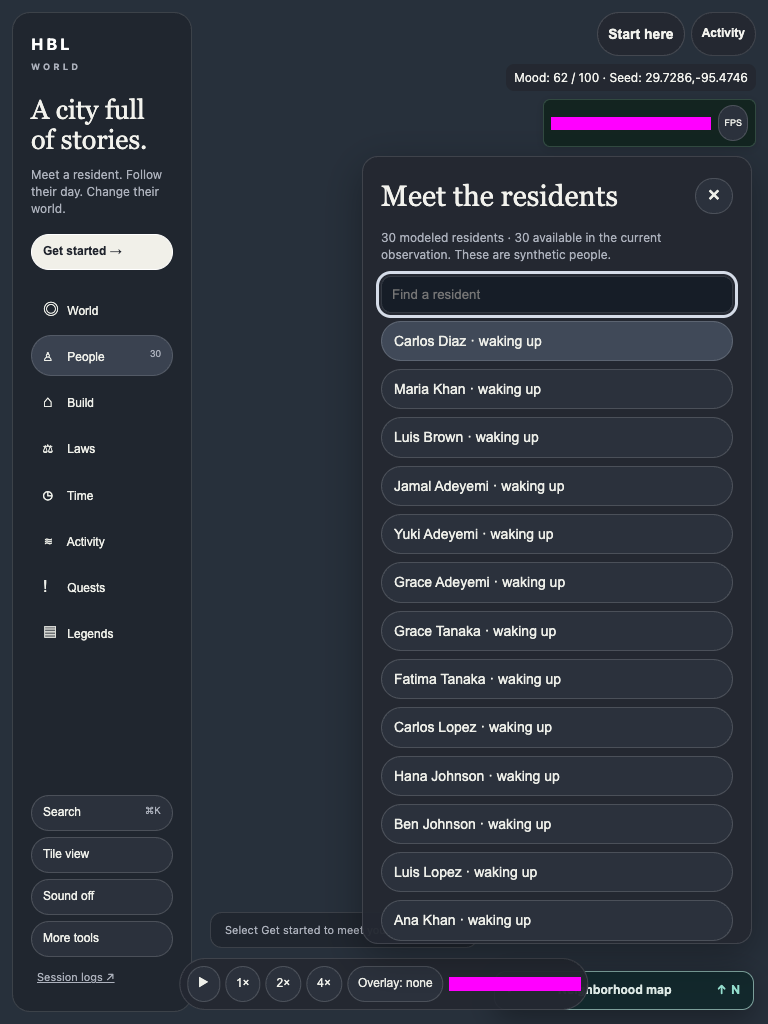 HBL
WORLD
A city full
of stories.
Meet a resident. Follow
their day. Change their
world.
Get started →
World
People 30
Build
Laws
Time
Activity
Quests
Legends
Search ⌘K
Tile view
Sound off
More tools
Session logs ↗
Start here
Activity
Mood: 62 / 100 · Seed: 29.7286,-95.4746
FPS
Meet the residents
×
30 modeled residents · 30 available in the current
observation. These are synthetic people.
Find a resident
Carlos Diaz · waking up
Maria Khan · waking up
Luis Brown · waking up
Jamal Adeyemi · waking up
Yuki Adeyemi · waking up
Grace Adeyemi · waking up
Grace Tanaka · waking up
Fatima Tanaka · waking up
Carlos Lopez · waking up
Hana Johnson · waking up
Ben Johnson · waking up
Luis Lopez · waking up
Ana Khan · waking up
Select Get started to meet
1×
2×
4×
Overlay: none
map
↑ N